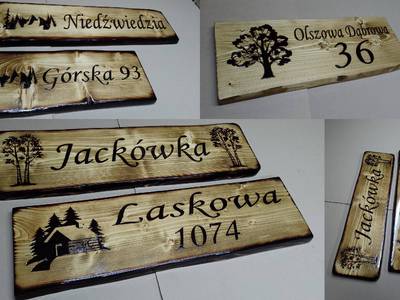 Niedźwiedzia
Górska 93
Olszowa Dąbrowa
36
Jackówka
Laskowa
1074
Jackówka